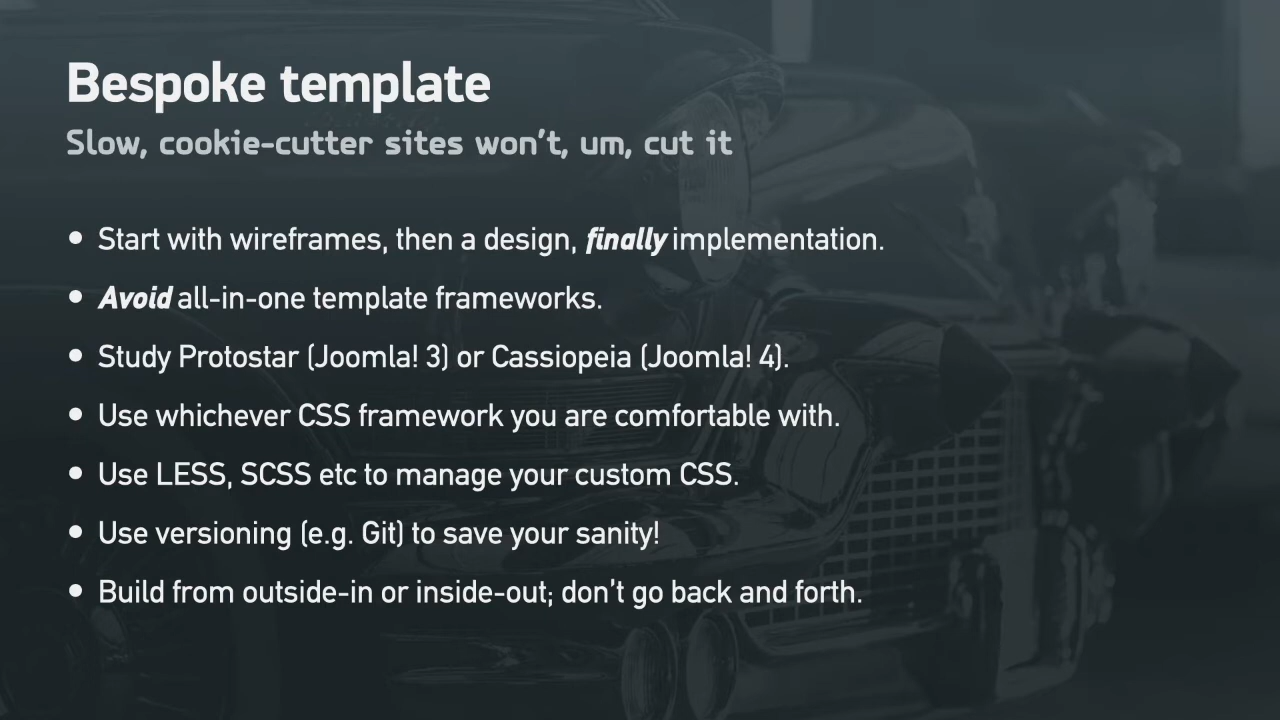 Bespoke template
Slow, cookie-cutter sites won't, um, cut it
• Start with wireframes, then a design, finally implementation.
• Avoid all-in-one template frameworks.
• Study Protostar (Joomla! 3) or Cassiopeia (Joomla! 4).
• Use whichever CSS framework you are comfortable with.
• Use LESS, SCSS etc to manage your custom CSS.
• Use versioning (e.g. Git) to save your sanity!
• Build from outside-in or inside-out; don't go back and forth.